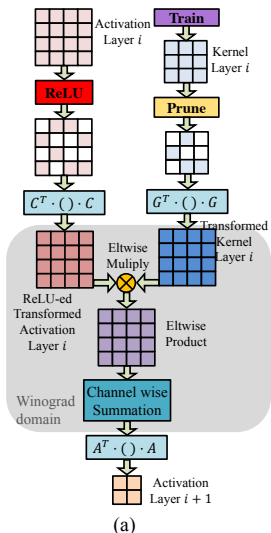 Activation
Layer i
Train
Kernel
Layer i
ReLU
Prune
C^T · ( ) · C
G^T · ( ) · G
Transformed
Kernel
Layer i
Eltwise
Muliply
ReLU-ed
Transformed
Activation
Layer i
Eltwise
Product
Channel wise
Summation
Winograd
domain
A^T · ( ) · A
Activation
Layer i + 1
(a)